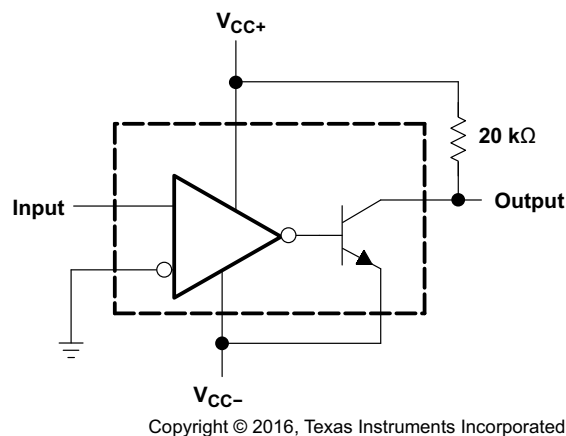 VCC+
20 kΩ
Input
Output
VCC−
Copyright © 2016, Texas Instruments Incorporated